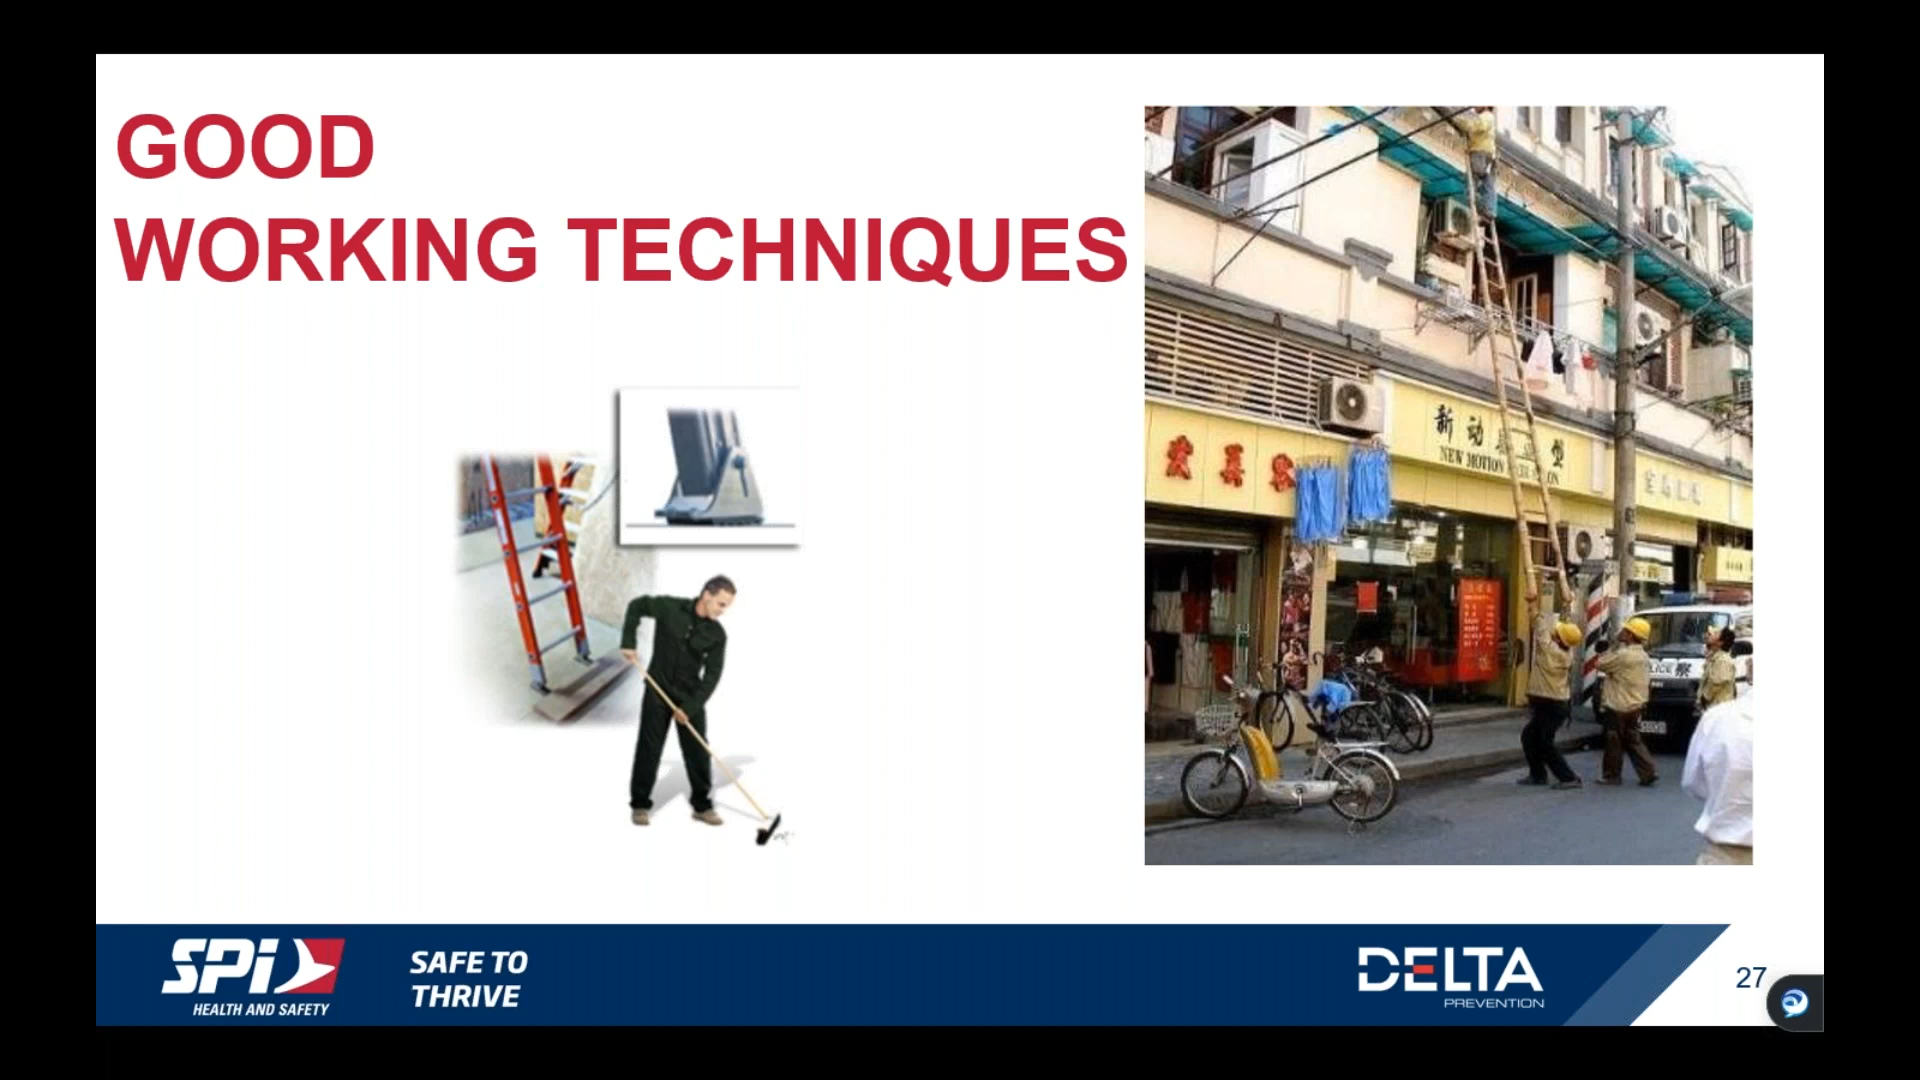 GOOD
WORKING TECHNIQUES
新动
NEW MOTION
SPi
HEALTH AND SAFETY
SAFE TO
THRIVE
DELTA
PREVENTION
27